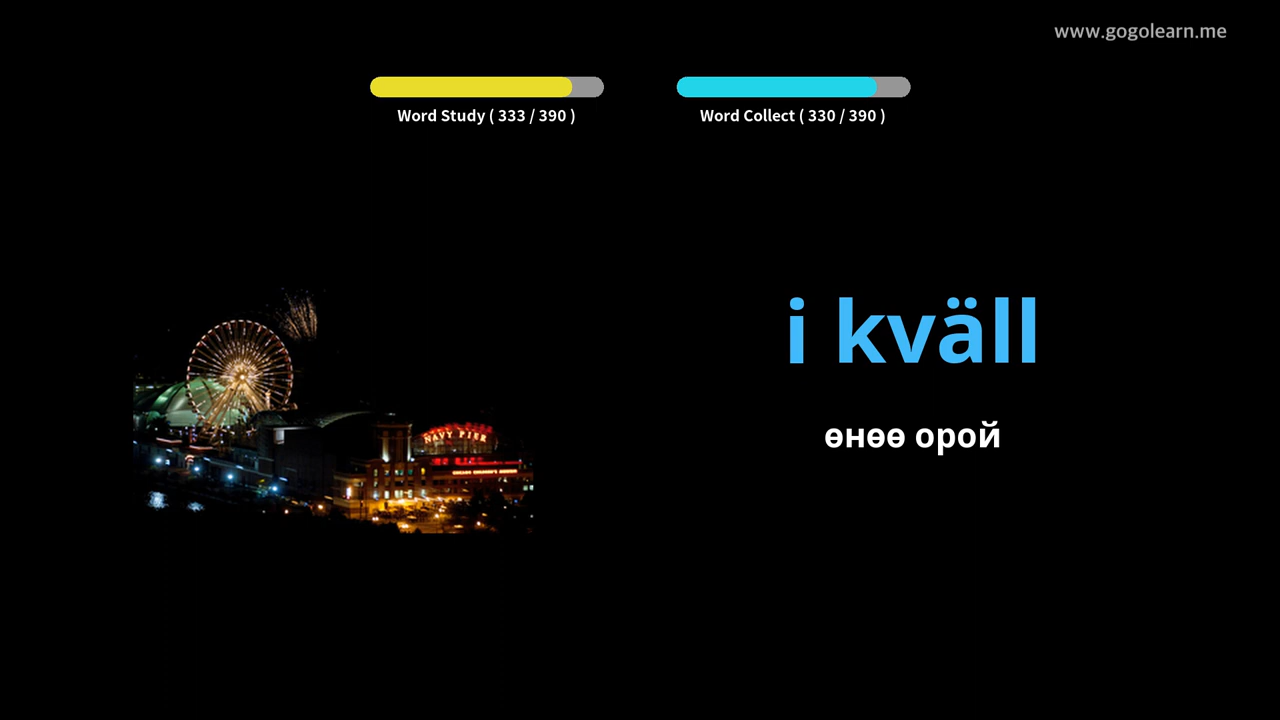 www.gogolearn.me
Word Study ( 333 / 390 )
Word Collect ( 330 / 390 )
i kväll
өнөө орой
NAVY PIER